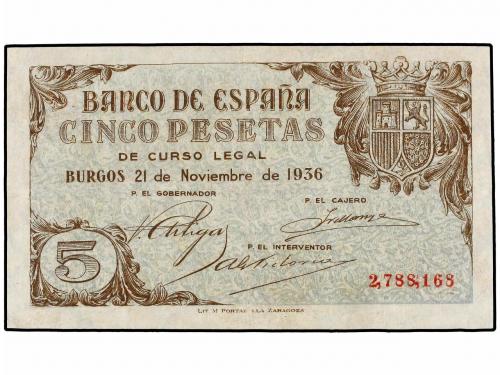 BANCO DE ESPAÑA
CINCO PESETAS
DE CURSO LEGAL
BURGOS 21 de Noviembre de 1936
P. EL GOBERNADOR
P. EL CAJERO
P. EL INTERVENTOR
5
2,788,168
LIT. M PORTAB ZARAGOZA